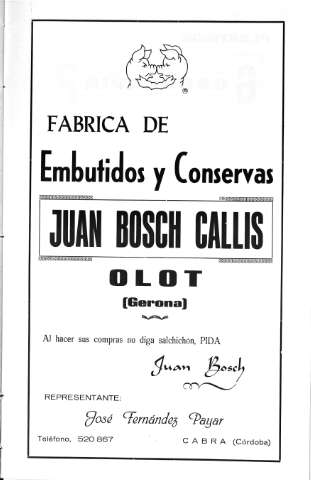 FABRICA DE
Embutidos y Conservas
JUAN BOSCH CALLIS
OLOT
(Gerona)
Al hacer sus compras no diga salchichon, PIDA
Juan Bosch
REPRESENTANTE:
José Fernández Payar
Teléfono, 520 867 CABRA (Córdoba)